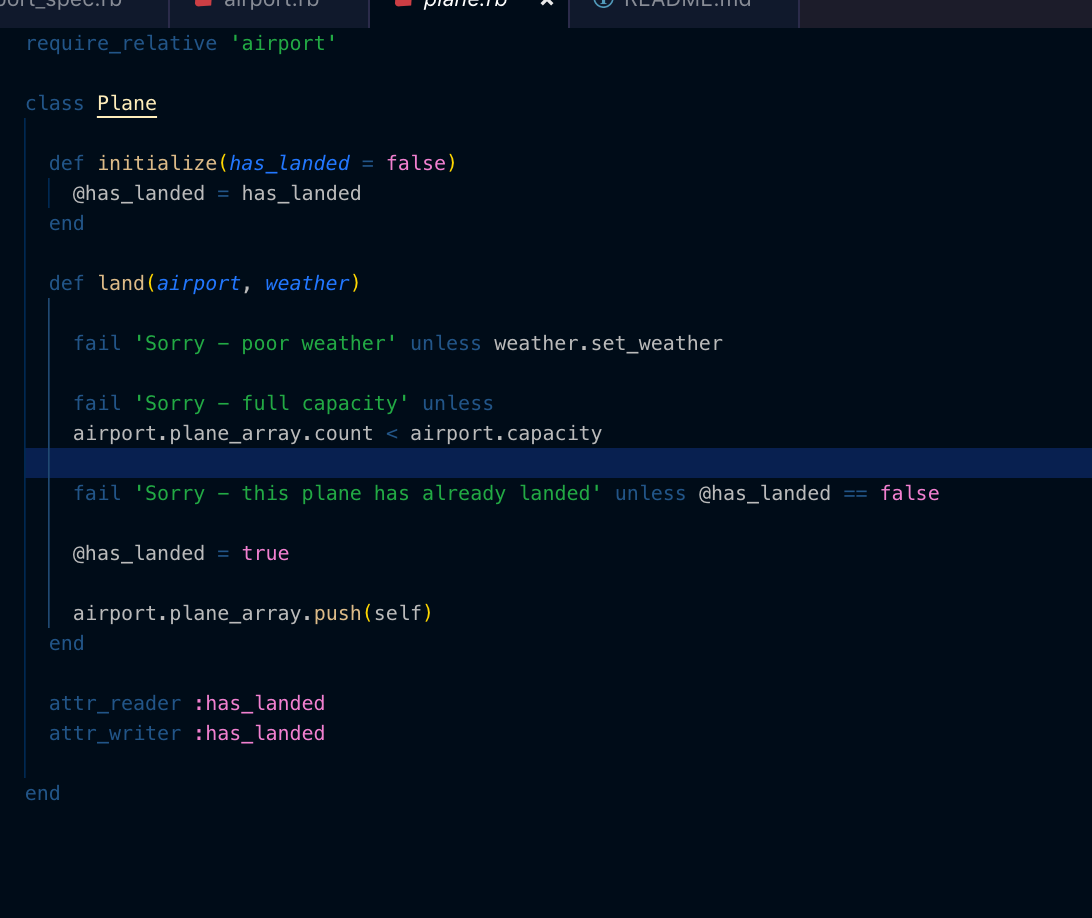 port_spec.rb airport.rb plane.rb × README.md
require_relative 'airport'
class Plane
def initialize(has_landed = false)
@has_landed = has_landed
end
def land(airport, weather)
fail 'Sorry - poor weather' unless weather.set_weather
fail 'Sorry - full capacity' unless
airport.plane_array.count < airport.capacity
fail 'Sorry - this plane has already landed' unless @has_landed == false
@has_landed = true
airport.plane_array.push(self)
end
attr_reader :has_landed
attr_writer :has_landed
end